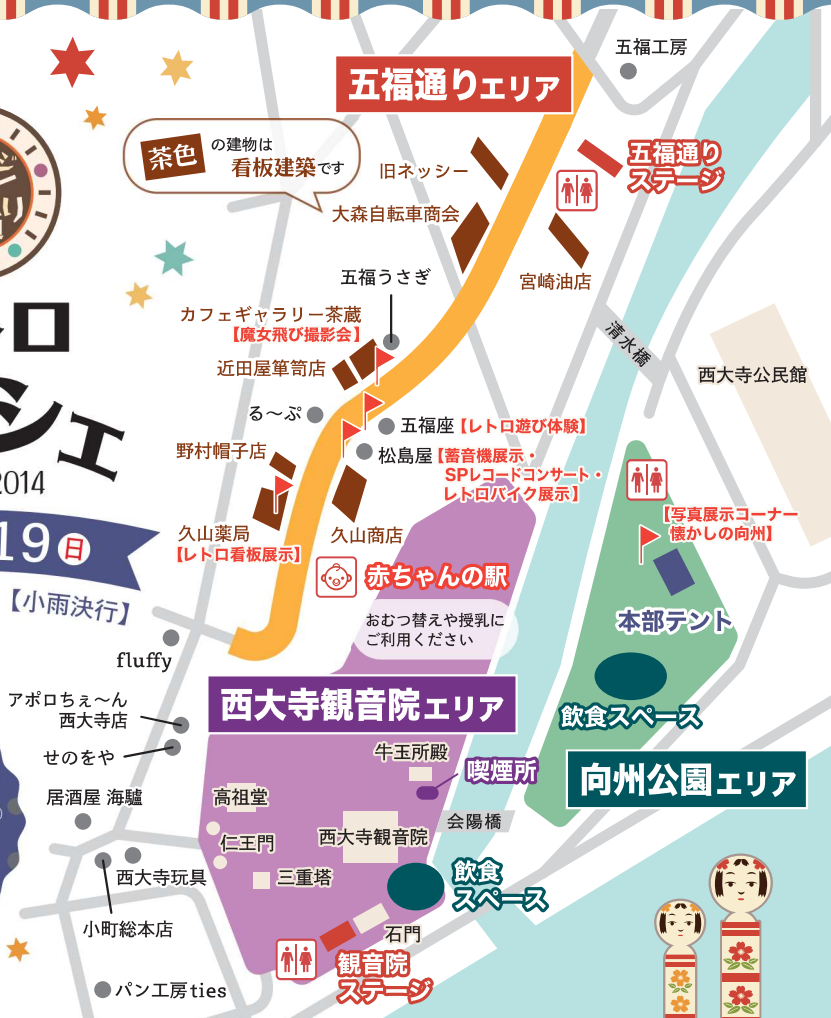 五福工房
五福通りエリア
茶色の建物は
看板建築です
旧ネッシー
五福通り
ステージ
大森自転車商会
宮崎油店
五福うさぎ
カフェギャラリー茶蔵
【魔女飛び撮影会】
近田屋箪笥店
清水橋
西大寺公民館
る〜ぷ
五福座【レトロ遊び体験】
野村帽子店
松島屋【蓄音機展示・
SPレコードコンサート・
レトロバイク展示】
久山薬局
【レトロ看板展示】
久山商店
【写真展示コーナー
懐かしの向州】
ロ
シェ
2014
19日
【小雨決行】
赤ちゃんの駅
おむつ替えや授乳に
ご利用ください
本部テント
fluffy
飲食スペース
西大寺観音院エリア
アポロちぇ〜ん
西大寺店
せのをや
牛玉所殿
喫煙所
向州公園エリア
居酒屋 海驢
高祖堂
仁王門
西大寺観音院
会陽橋
西大寺玩具
三重塔
飲食
スペース
小町総本店
石門
観音院
ステージ
パン工房ties